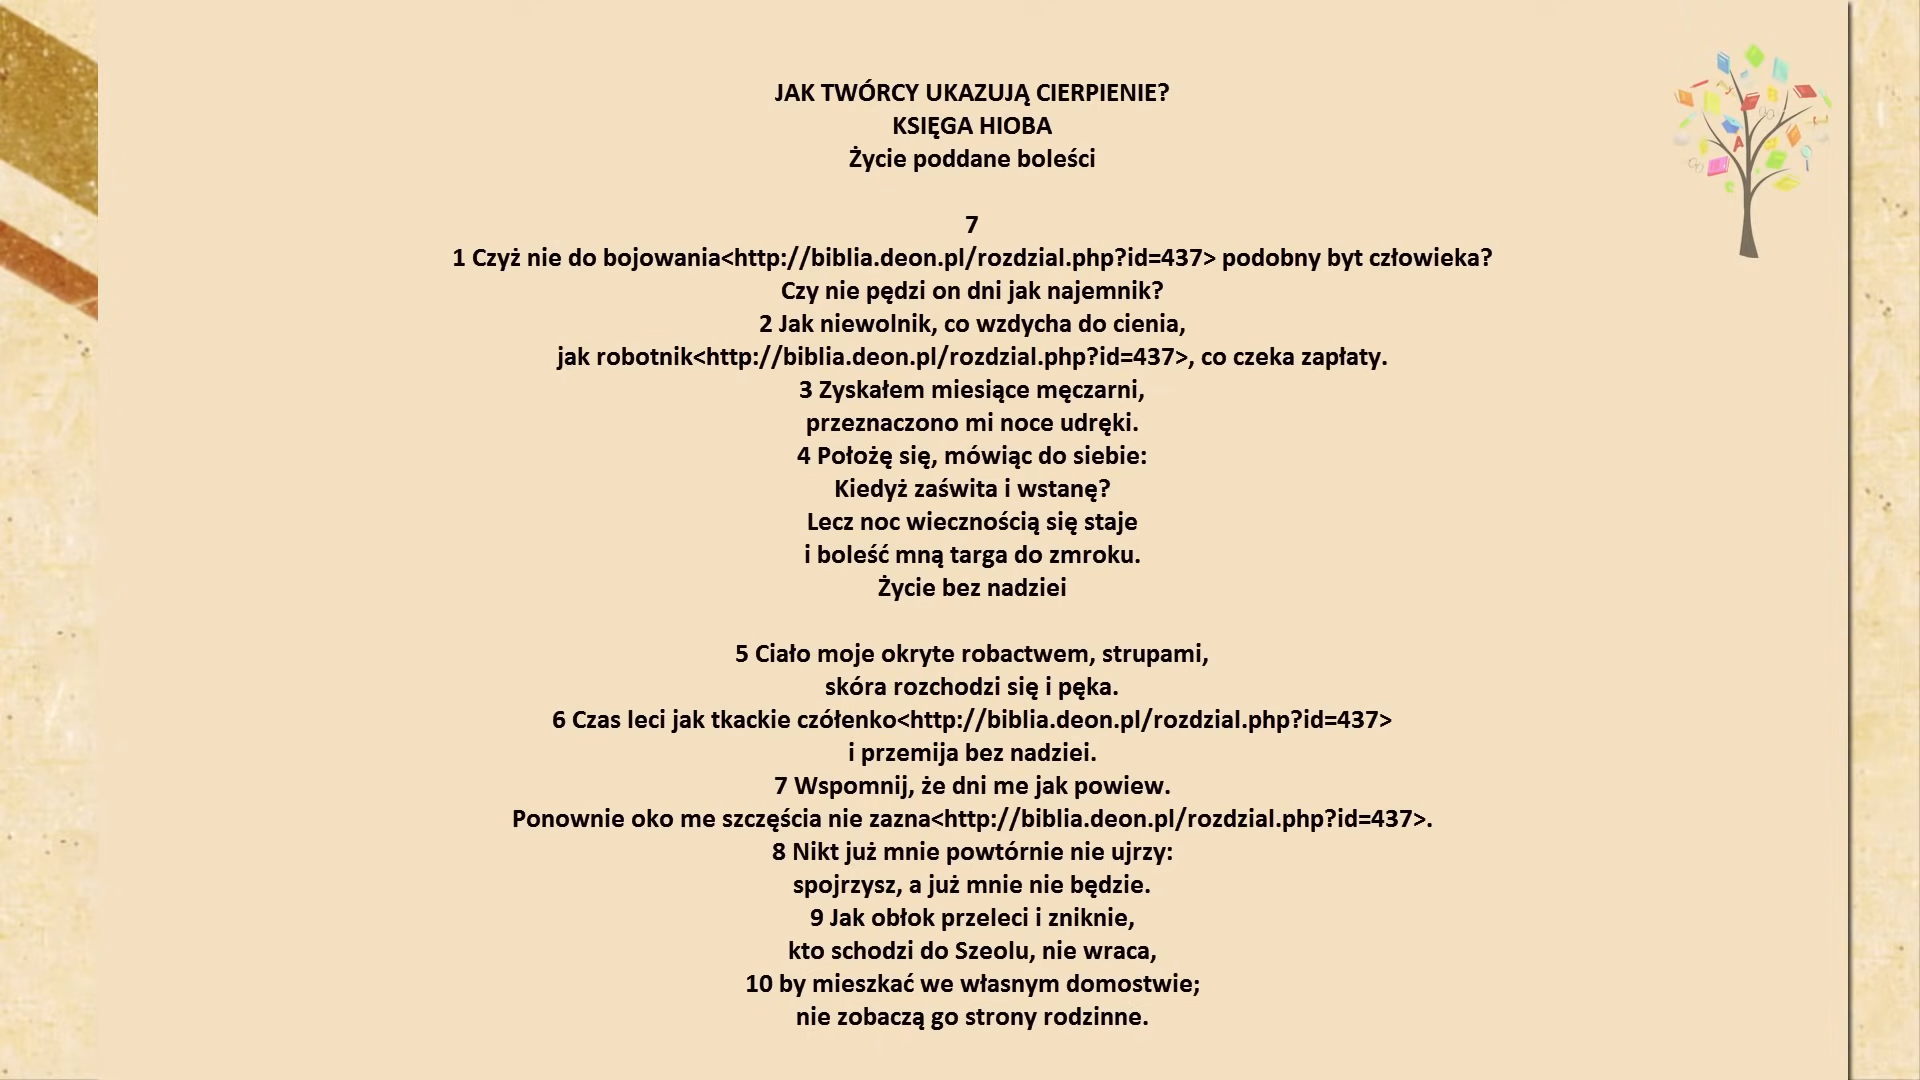 JAK TWÓRCY UKAZUJĄ CIERPIENIE?
KSIĘGA HIOBA
Życie poddane boleści
7
1 Czyż nie do bojowania<http://biblia.deon.pl/rozdzial.php?id=437> podobny byt człowieka?
Czy nie pędzi on dni jak najemnik?
2 Jak niewolnik, co wzdycha do cienia,
jak robotnik<http://biblia.deon.pl/rozdzial.php?id=437>, co czeka zapłaty.
3 Zyskałem miesiące męczarni,
przeznaczono mi noce udręki.
4 Położę się, mówiąc do siebie:
Kiedyż zaświta i wstanę?
Lecz noc wiecznością się staje
i boleść mną targa do zmroku.
Życie bez nadziei
5 Ciało moje okryte robactwem, strupami,
skóra rozchodzi się i pęka.
6 Czas leci jak tkackie czółenko<http://biblia.deon.pl/rozdzial.php?id=437>
i przemija bez nadziei.
7 Wspomnij, że dni me jak powiew.
Ponownie oko me szczęścia nie zazna<http://biblia.deon.pl/rozdzial.php?id=437>.
8 Nikt już mnie powtórnie nie ujrzy:
spojrzysz, a już mnie nie będzie.
9 Jak obłok przeleci i zniknie,
kto schodzi do Szeolu, nie wraca,
10 by mieszkać we własnym domostwie;
nie zobaczą go strony rodzinne.